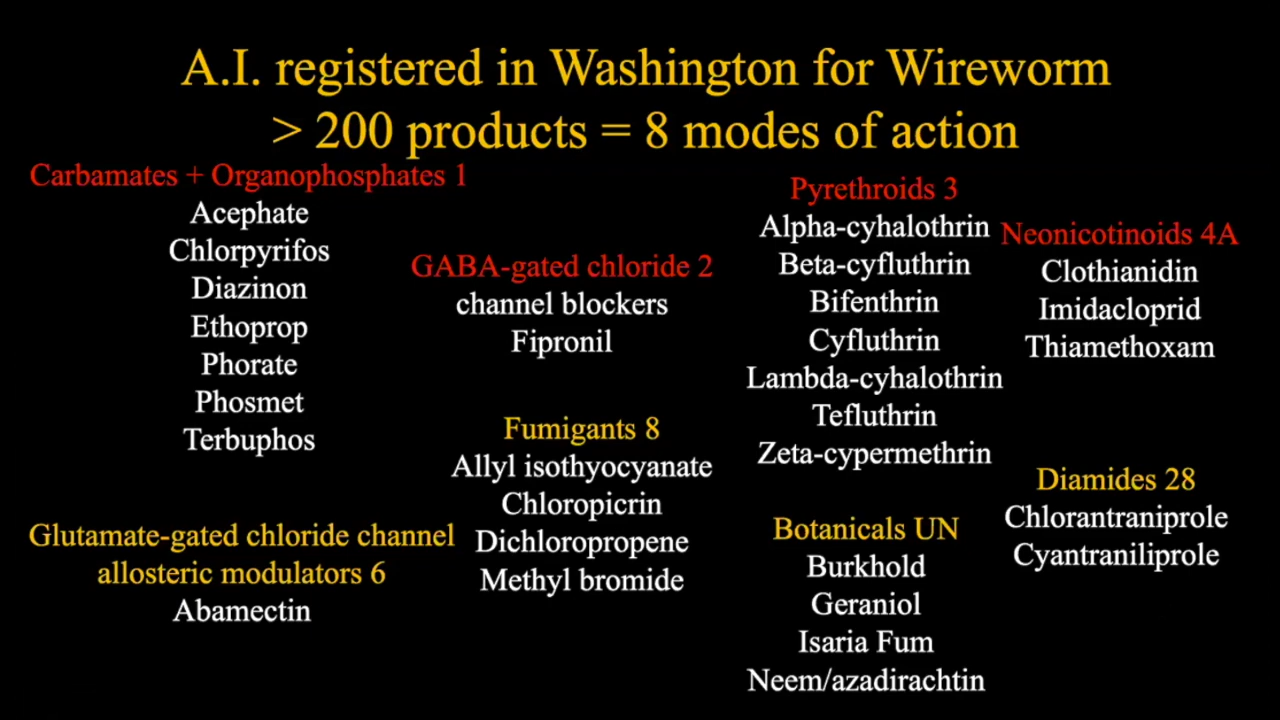 A.I. registered in Washington for Wireworm
> 200 products = 8 modes of action
Carbamates + Organophosphates 1
Acephate
Chlorpyrifos
Diazinon
Ethoprop
Phorate
Phosmet
Terbuphos
GABA-gated chloride 2
channel blockers
Fipronil
Pyrethroids 3
Alpha-cyhalothrin
Beta-cyfluthrin
Bifenthrin
Cyfluthrin
Lambda-cyhalothrin
Tefluthrin
Zeta-cypermethrin
Neonicotinoids 4A
Clothianidin
Imidacloprid
Thiamethoxam
Glutamate-gated chloride channel
allosteric modulators 6
Abamectin
Fumigants 8
Allyl isothyocyanate
Chloropicrin
Dichloropropene
Methyl bromide
Botanicals UN
Burkhold
Geraniol
Isaria Fum
Neem/azadirachtin
Diamides 28
Chlorantraniprole
Cyantraniliprole